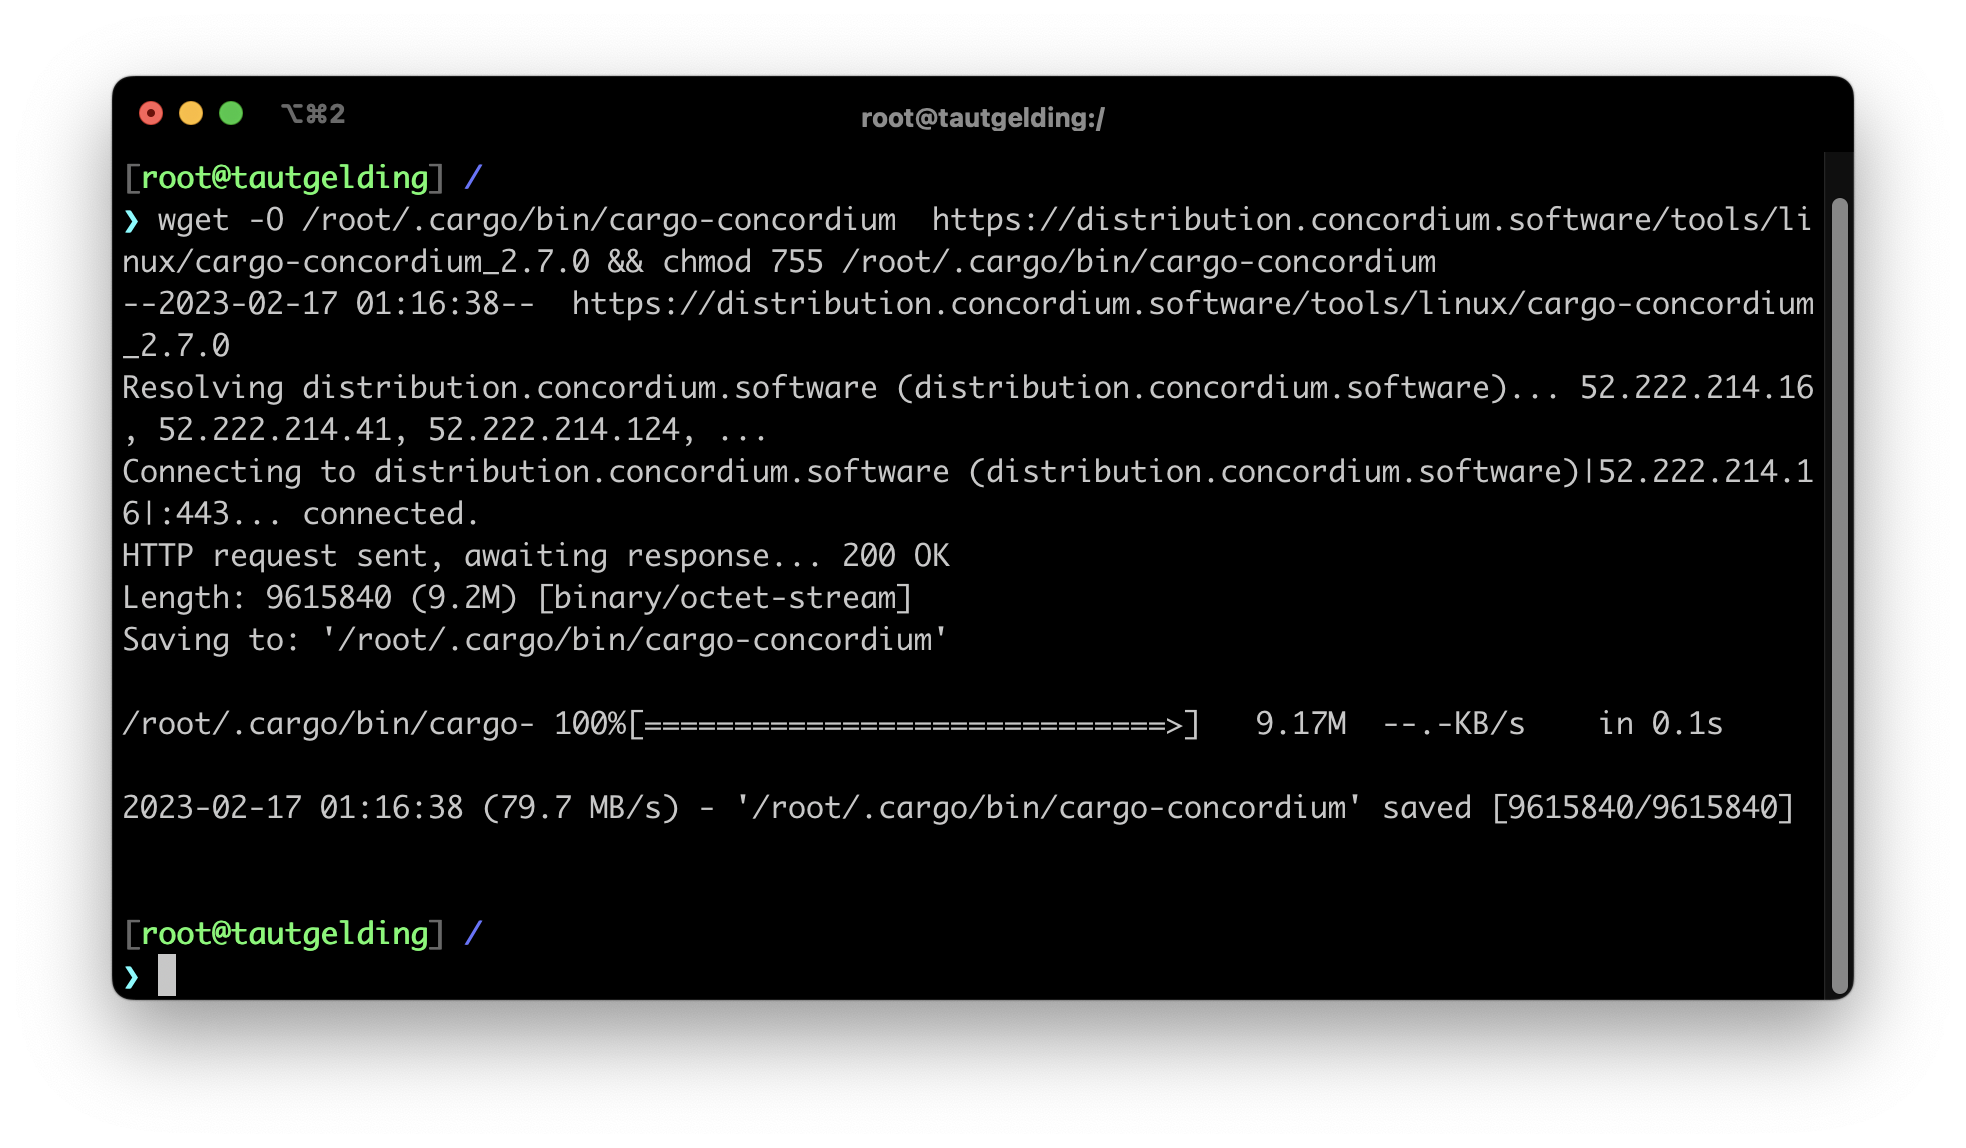 ⌥⌘2
root@tautgelding:/
[root@tautgelding] /
❯ wget -O /root/.cargo/bin/cargo-concordium  https://distribution.concordium.software/tools/li
nux/cargo-concordium_2.7.0 && chmod 755 /root/.cargo/bin/cargo-concordium
--2023-02-17 01:16:38--  https://distribution.concordium.software/tools/linux/cargo-concordium
_2.7.0
Resolving distribution.concordium.software (distribution.concordium.software)... 52.222.214.16
, 52.222.214.41, 52.222.214.124, ...
Connecting to distribution.concordium.software (distribution.concordium.software)|52.222.214.1
6|:443... connected.
HTTP request sent, awaiting response... 200 OK
Length: 9615840 (9.2M) [binary/octet-stream]
Saving to: '/root/.cargo/bin/cargo-concordium'
/root/.cargo/bin/cargo- 100%[=============================>]   9.17M  --.-KB/s    in 0.1s
2023-02-17 01:16:38 (79.7 MB/s) - '/root/.cargo/bin/cargo-concordium' saved [9615840/9615840]
[root@tautgelding] /
❯